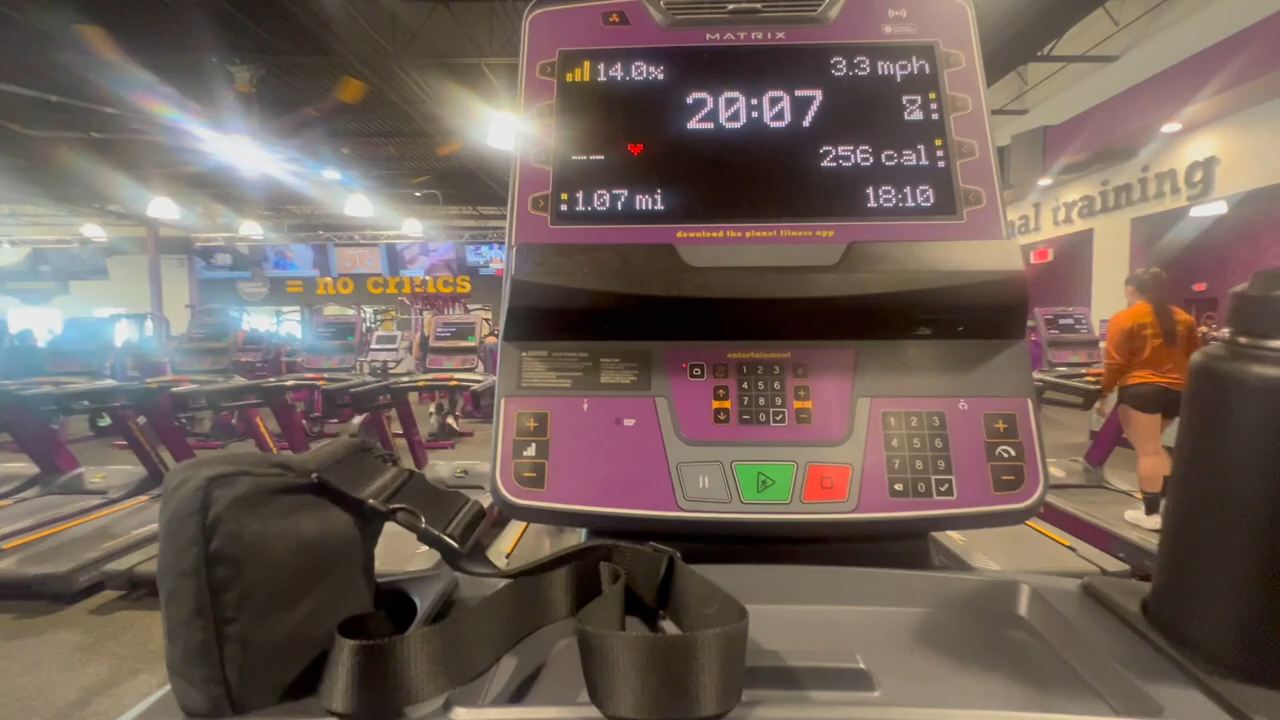 MATRIX
14.0%
3.3 mph
20:07
-- --
256 cal
1.07 mi
18:10
download the planet fitness app
= no critics
nal training
entertainment
1 2 3
4 5 6
7 8 9
0
1 2 3
4 5 6
7 8 9
0